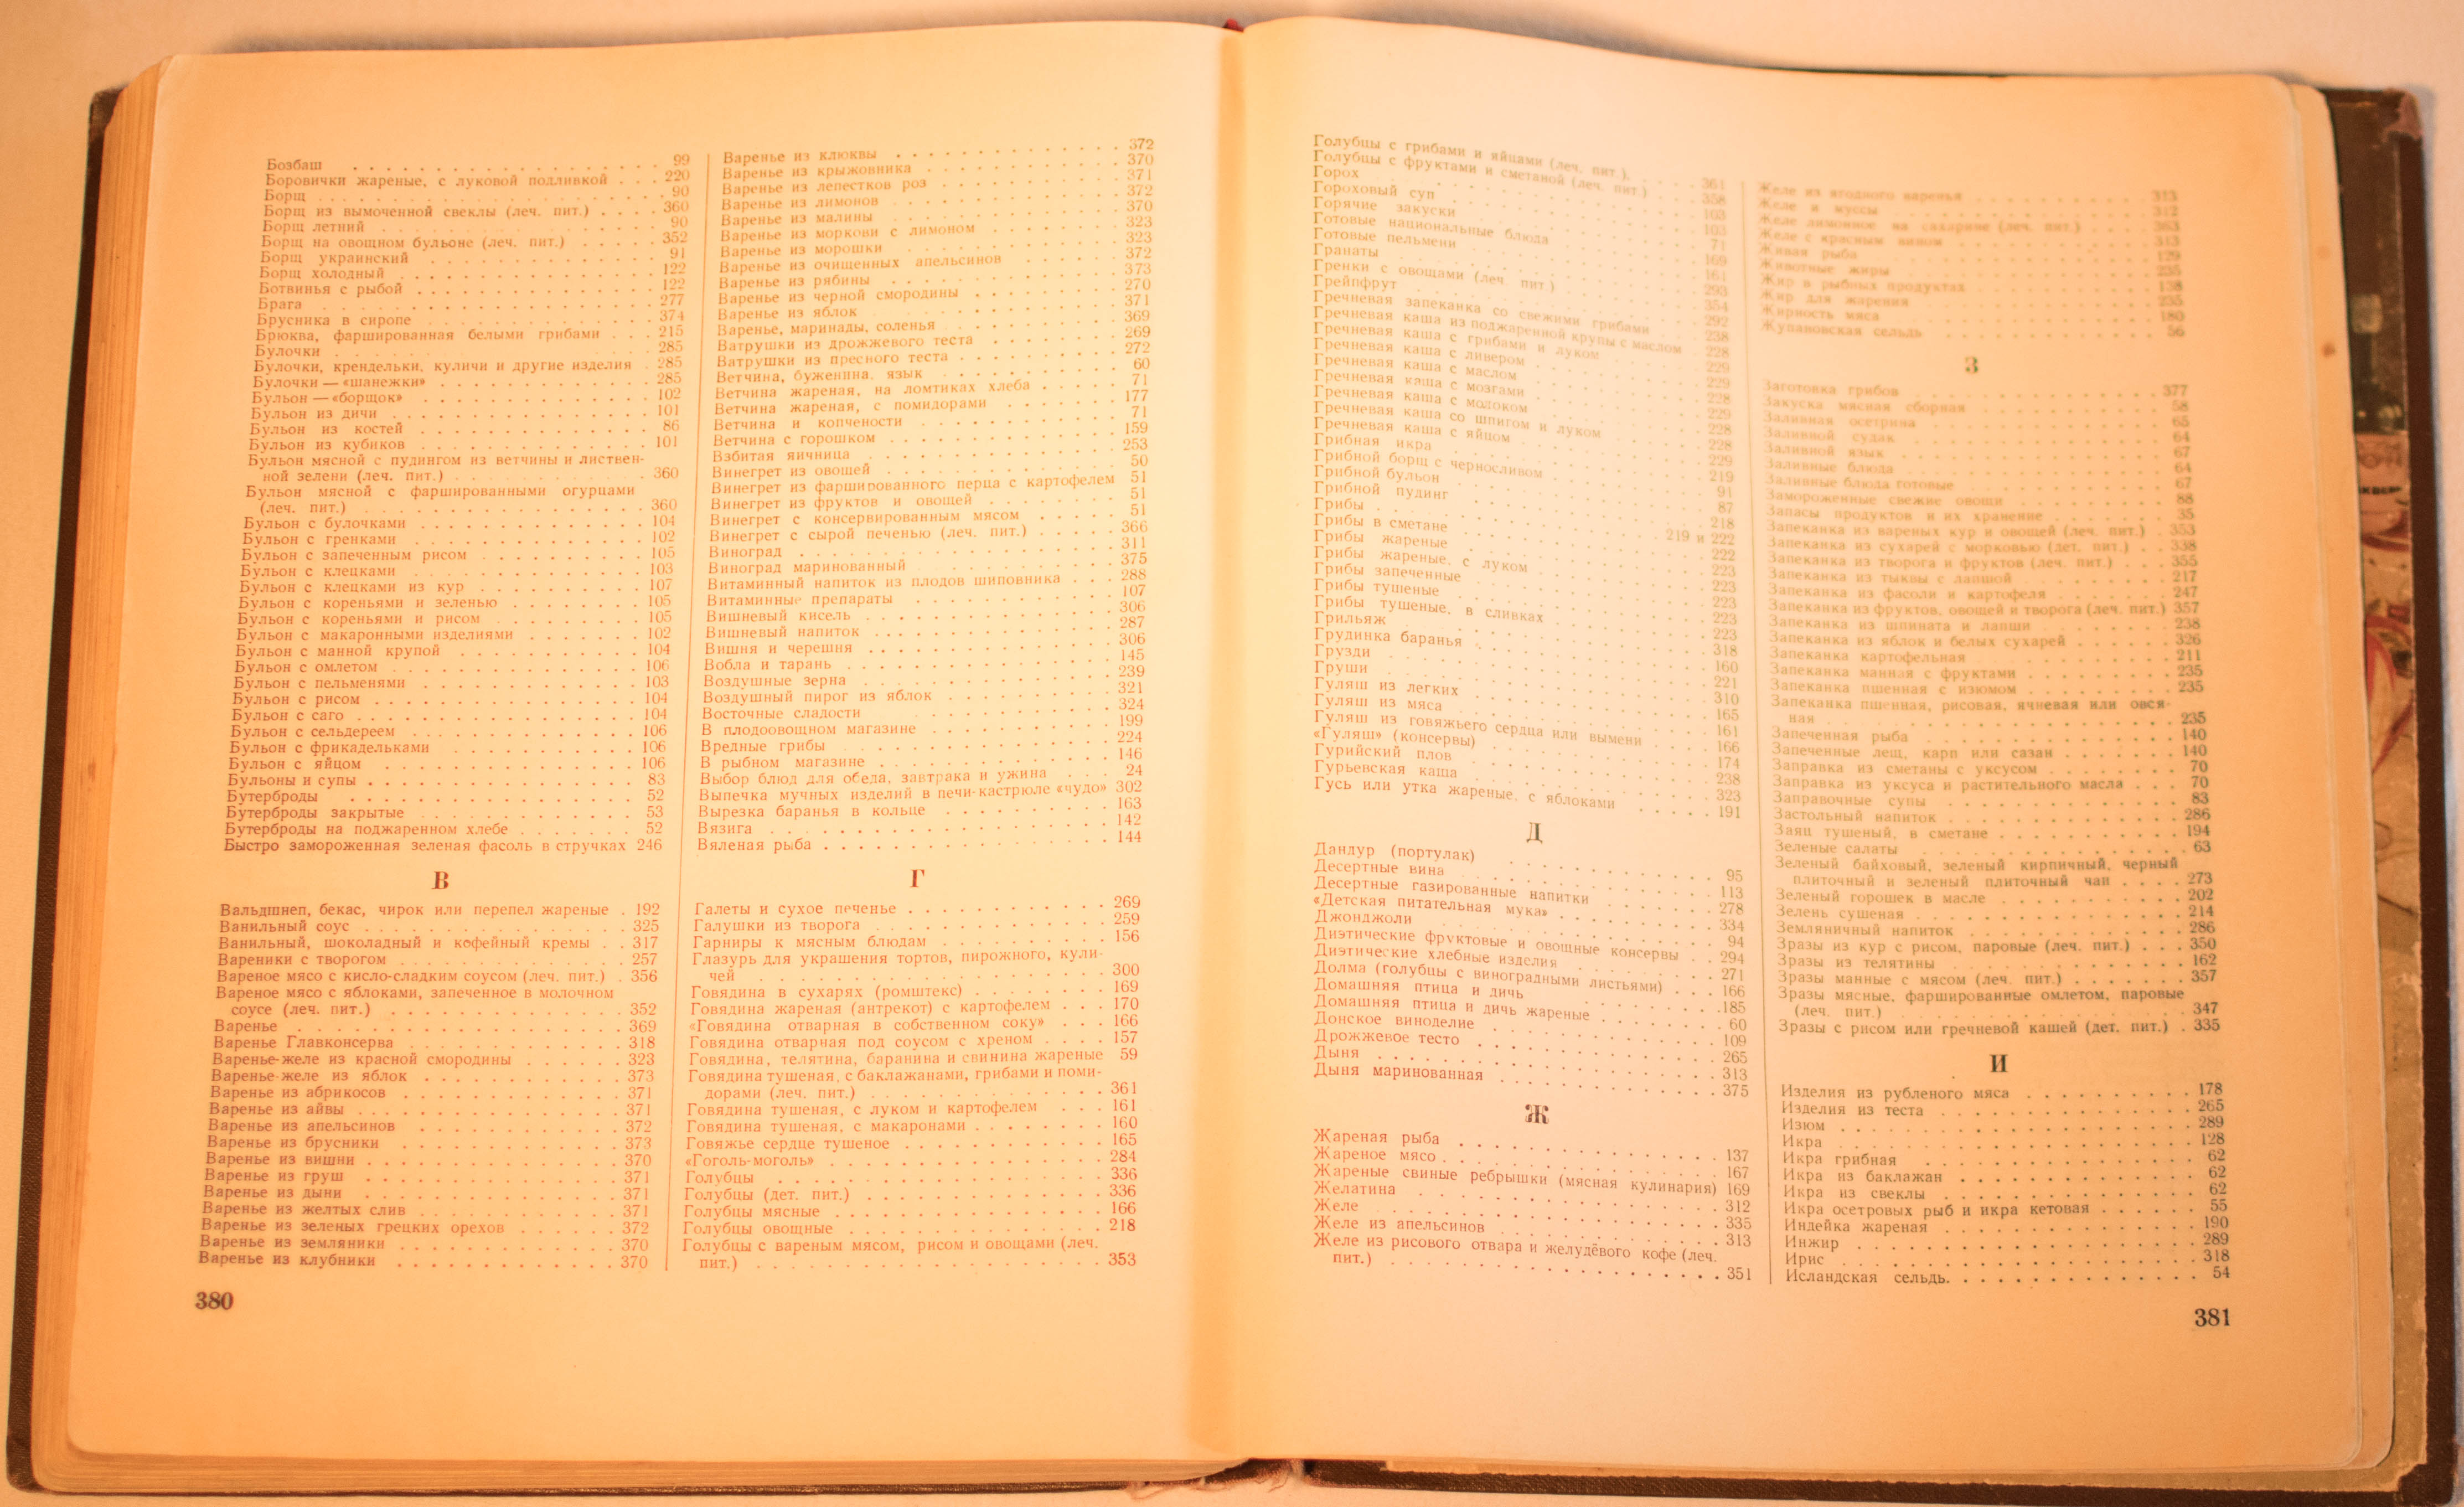 Бозбаш 99
Боровички жареные, с луковой подливкой 220
Борщ 90
Борщ из вымоченной свеклы (леч. пит.) 360
Борщ летний 90
Борщ на овощном бульоне (леч. пит.) 352
Борщ украинский 91
Борщ холодный 122
Ботвинья с рыбой 122
Брага 277
Брусника в сиропе 374
Брюква, фаршированная белыми грибами 215
Булочки 285
Булочки, крендельки, куличи и другие изделия 285
Булочки — «шанежки» 285
Бульон — «борщок» 102
Бульон из дичи 101
Бульон из костей 86
Бульон из кубиков 101
Бульон мясной с пудингом из ветчины и листвен-
ной зелени (леч. пит.) 360
Бульон мясной с фаршированными огурцами
(леч. пит.) 360
Бульон с булочками 104
Бульон с гренками 102
Бульон с запеченным рисом 105
Бульон с клецками 103
Бульон с клецками из кур 107
Бульон с кореньями и зеленью 105
Бульон с кореньями и рисом 105
Бульон с макаронными изделиями 102
Бульон с манной крупой 104
Бульон с омлетом 106
Бульон с пельменями 103
Бульон с рисом 104
Бульон с саго 104
Бульон с сельдереем 106
Бульон с фрикадельками 106
Бульон с яйцом 106
Бульоны и супы 83
Бутерброды 52
Бутерброды закрытые 53
Бутерброды на поджаренном хлебе 52
Быстро замороженная зеленая фасоль в стручках 246
В
Вальдшнеп, бекас, чирок или перепел жареные 192
Ванильный соус 325
Ванильный, шоколадный и кофейный кремы 317
Вареники с творогом 257
Вареное мясо с кисло-сладким соусом (леч. пит.) 356
Вареное мясо с яблоками, запеченное в молочном
соусе (леч. пит.) 352
Варенье 369
Варенье Главконсерва 318
Варенье-желе из красной смородины 323
Варенье-желе из яблок 373
Варенье из абрикосов 371
Варенье из айвы 371
Варенье из апельсинов 372
Варенье из брусники 373
Варенье из вишни 370
Варенье из груш 371
Варенье из дыни 371
Варенье из желтых слив 371
Варенье из зеленых грецких орехов 372
Варенье из земляники 370
Варенье из клубники 370
380
Варенье из клюквы 372
Варенье из крыжовника 370
Варенье из лепестков роз 371
Варенье из лимонов 372
Варенье из малины 370
Варенье из моркови с лимоном 323
Варенье из морошки 323
Варенье из очищенных апельсинов 372
Варенье из рябины 373
Варенье из черной смородины 270
Варенье из яблок 371
Варенье, маринады, соленья 369
Ватрушки из дрожжевого теста 269
Ватрушки из пресного теста 272
Ветчина, буженина, язык 60
Ветчина жареная, на ломтиках хлеба 71
Ветчина жареная, с помидорами 177
Ветчина и копчености 71
Ветчина с горошком 159
Взбитая яичница 253
Винегрет из овощей 50
Винегрет из фаршированного перца с картофелем 51
Винегрет из фруктов и овощей 51
Винегрет с консервированным мясом 51
Винегрет с сырой печенью (леч. пит.) 366
Виноград 311
Виноград маринованный 375
Витаминный напиток из плодов шиповника 288
Витаминные препараты 107
Вишневый кисель 306
Вишневый напиток 287
Вишня и черешня 306
Вобла и тарань 145
Воздушные зерна 239
Воздушный пирог из яблок 321
Восточные сладости 324
В плодоовощном магазине 199
Вредные грибы 224
В рыбном магазине 146
Выбор блюд для обеда, завтрака и ужина 24
Выпечка мучных изделий в печи-кастрюле «чудо» 302
Вырезка баранья в кольце 163
Вязига 142
Вяленая рыба 144
Г
Галеты и сухое печенье 269
Галушки из творога 259
Гарниры к мясным блюдам 156
Глазурь для украшения тортов, пирожного, кули-
чей 300
Говядина в сухарях (ромштекс) 169
Говядина жареная (антрекот) с картофелем 170
«Говядина отварная в собственном соку» 166
Говядина отварная под соусом с хреном 157
Говядина, телятина, баранина и свинина жареные 59
Говядина тушеная, с баклажанами, грибами и поми-
дорами (леч. пит.) 361
Говядина тушеная, с луком и картофелем 161
Говядина тушеная, с макаронами 160
Говяжье сердце тушеное 165
«Гоголь-моголь» 284
Голубцы 336
Голубцы (дет. пит.) 336
Голубцы мясные 166
Голубцы овощные 218
Голубцы с вареным мясом, рисом и овощами (леч.
пит.) 353
Голубцы с грибами и яйцами (леч. пит.) 361
Голубцы с фруктами и сметаной (леч. пит.) 358
Горох 103
Гороховый суп 103
Горячие закуски 71
Готовые национальные блюда 169
Готовые пельмени 161
Гранаты 293
Гренки с овощами (леч. пит.) 354
Грейпфрут 292
Гречневая запеканка со свежими грибами 238
Гречневая каша из поджаренной крупы с маслом 228
Гречневая каша с грибами и луком 229
Гречневая каша с ливером 229
Гречневая каша с маслом 228
Гречневая каша с мозгами 229
Гречневая каша с молоком 228
Гречневая каша со шпигом и луком 228
Гречневая каша с яйцом 229
Грибная икра 219
Грибной борщ с черносливом 91
Грибной бульон 87
Грибной пудинг 218
Грибы 219 и 222
Грибы в сметане 222
Грибы жареные 223
Грибы жареные, с луком 223
Грибы запеченные 223
Грибы тушеные 223
Грибы тушеные, в сливках 223
Грильяж 318
Грудинка баранья 160
Грузди 221
Груши 310
Гуляш из легких 165
Гуляш из мяса 161
Гуляш из говяжьего сердца или вымени 166
«Гуляш» (консервы) 174
Гурийский плов 238
Гурьевская каша 323
Гусь или утка жареные, с яблоками 191
Д
Дандур (портулак) 95
Десертные вина 113
Десертные газированные напитки 278
«Детская питательная мука» 334
Джонджоли 94
Диэтические фруктовые и овощные консервы 294
Диэтические хлебные изделия 271
Долма (голубцы с виноградными листьями) 166
Домашняя птица и дичь 185
Домашняя птица и дичь жареные 60
Донское виноделие 109
Дрожжевое тесто 265
Дыня 313
Дыня маринованная 375
Ж
Жареная рыба 137
Жареное мясо 167
Жареные свиные ребрышки (мясная кулинария) 169
Желатина 312
Желе 335
Желе из апельсинов 313
Желе из рисового отвара и желудёвого кофе (леч.
пит.) 351
Желе из ягодного варенья 313
Желе и муссы 312
Желе лимонное на сахарине (леч. пит.) 363
Желе с красным вином 313
Живая рыба 129
Животные жиры 235
Жир в рыбных продуктах 138
Жир для жарения 235
Жирность мяса 180
Жупановская сельдь 56
З
Заготовка грибов 377
Закуска мясная сборная 58
Заливная осетрина 65
Заливной судак 64
Заливной язык 67
Заливные блюда 64
Заливные блюда готовые 67
Замороженные свежие овощи 88
Запасы продуктов и их хранение 35
Запеканка из вареных кур и овощей (леч. пит.) 353
Запеканка из сухарей с морковью (дет. пит.) 338
Запеканка из творога и фруктов (леч. пит.) 355
Запеканка из тыквы с лапшой 217
Запеканка из фасоли и картофеля 247
Запеканка из фруктов, овощей и творога (леч. пит.) 357
Запеканка из шпината и лапши 238
Запеканка из яблок и белых сухарей 326
Запеканка картофельная 211
Запеканка манная с фруктами 235
Запеканка пшенная с изюмом 235
Запеканка пшенная, рисовая, ячневая или овся-
ная 235
Запеченная рыба 140
Запеченные лещ, карп или сазан 140
Заправка из сметаны с уксусом 70
Заправка из уксуса и растительного масла 70
Заправочные супы 83
Застольный напиток 286
Заяц тушеный, в сметане 194
Зеленые салаты 63
Зеленый байховый, зеленый кирпичный, черный
плиточный и зеленый плиточный чаи 273
Зеленый горошек в масле 202
Зелень сушеная 214
Земляничный напиток 286
Зразы из кур с рисом, паровые (леч. пит.) 350
Зразы из телятины 162
Зразы манные с мясом (леч. пит.) 357
Зразы мясные, фаршированные омлетом, паровые
(леч. пит.) 347
Зразы с рисом или гречневой кашей (дет. пит.) 335
И
Изделия из рубленого мяса 178
Изделия из теста 265
Изюм 289
Икра 128
Икра грибная 62
Икра из баклажан 62
Икра из свеклы 62
Икра осетровых рыб и икра кетовая 55
Индейка жареная 190
Инжир 289
Ирис 318
Исландская сельдь 54
381